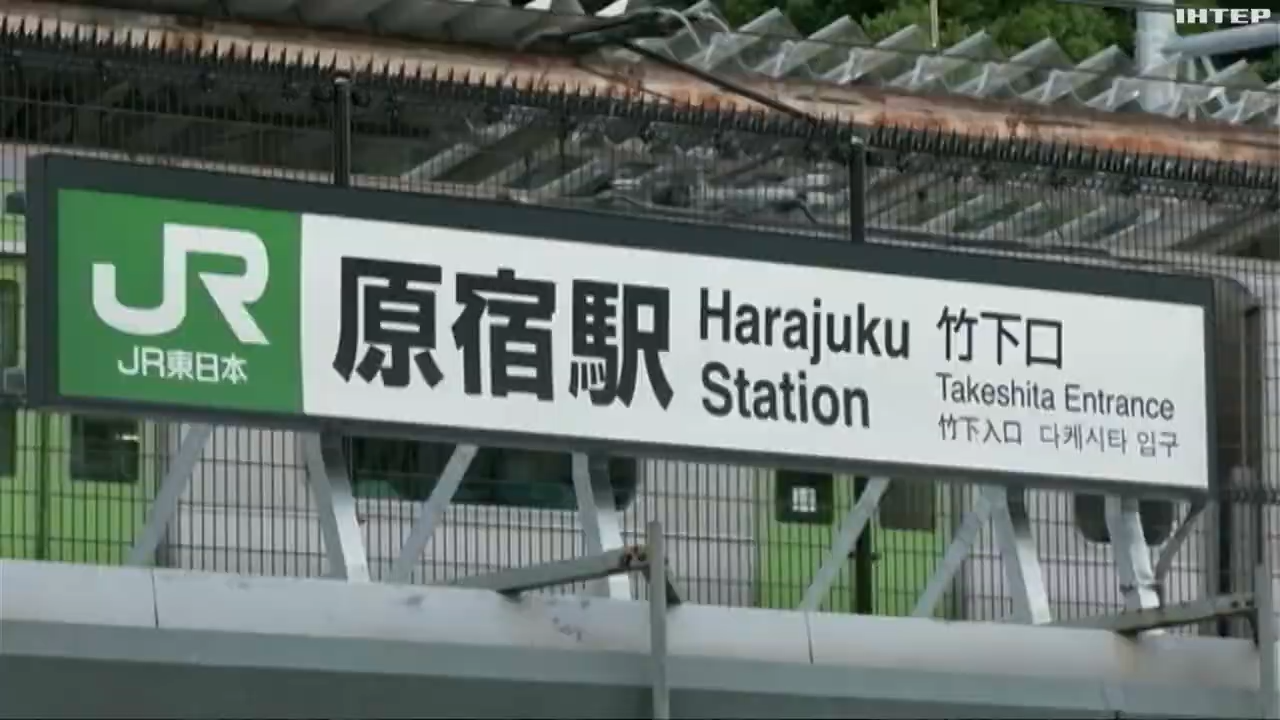 ІНТЕР
JR
JR東日本
原宿駅
Harajuku
Station
竹下口
Takeshita Entrance
竹下入口 다케시타 입구